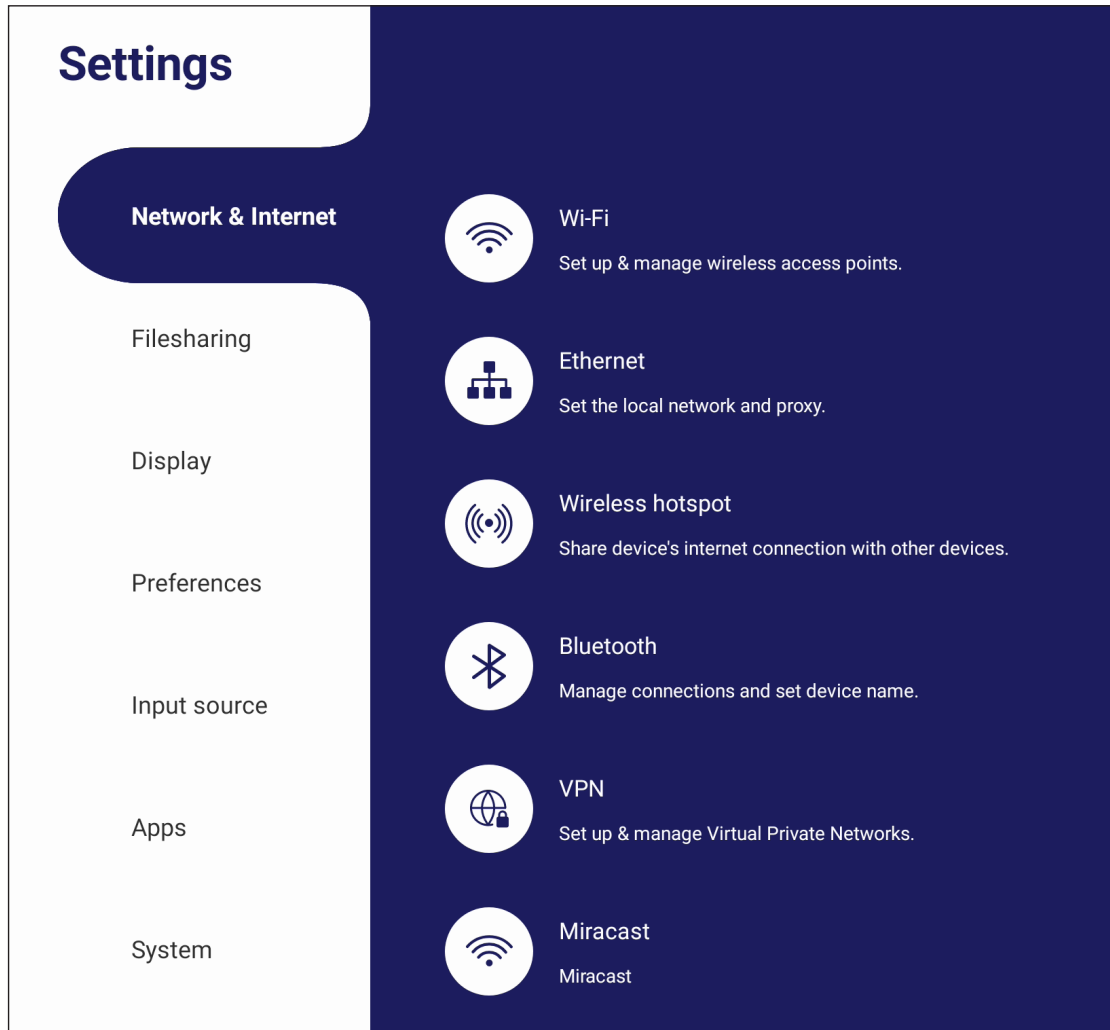 Settings
Network & Internet
Filesharing
Display
Preferences
Input source
Apps
System
Wi-Fi
Set up & manage wireless access points.
Ethernet
Set the local network and proxy.
Wireless hotspot
Share device's internet connection with other devices.
Bluetooth
Manage connections and set device name.
VPN
Set up & manage Virtual Private Networks.
Miracast
Miracast